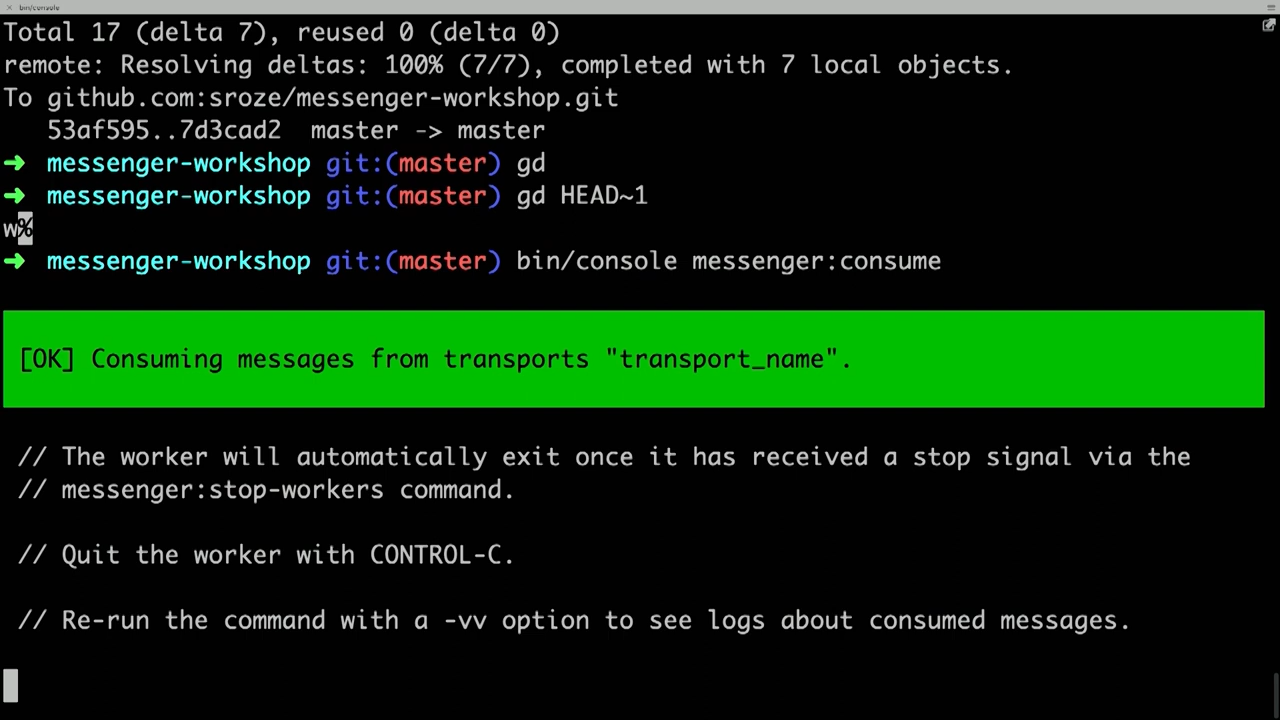 bin/console
Total 17 (delta 7), reused 0 (delta 0)
remote: Resolving deltas: 100% (7/7), completed with 7 local objects.
To github.com:sroze/messenger-workshop.git
53af595..7d3cad2  master -> master
➜  messenger-workshop git:(master) gd
➜  messenger-workshop git:(master) gd HEAD~1
w%
➜  messenger-workshop git:(master) bin/console messenger:consume
[OK] Consuming messages from transports "transport_name".
// The worker will automatically exit once it has received a stop signal via the
// messenger:stop-workers command.
// Quit the worker with CONTROL-C.
// Re-run the command with a -vv option to see logs about consumed messages.